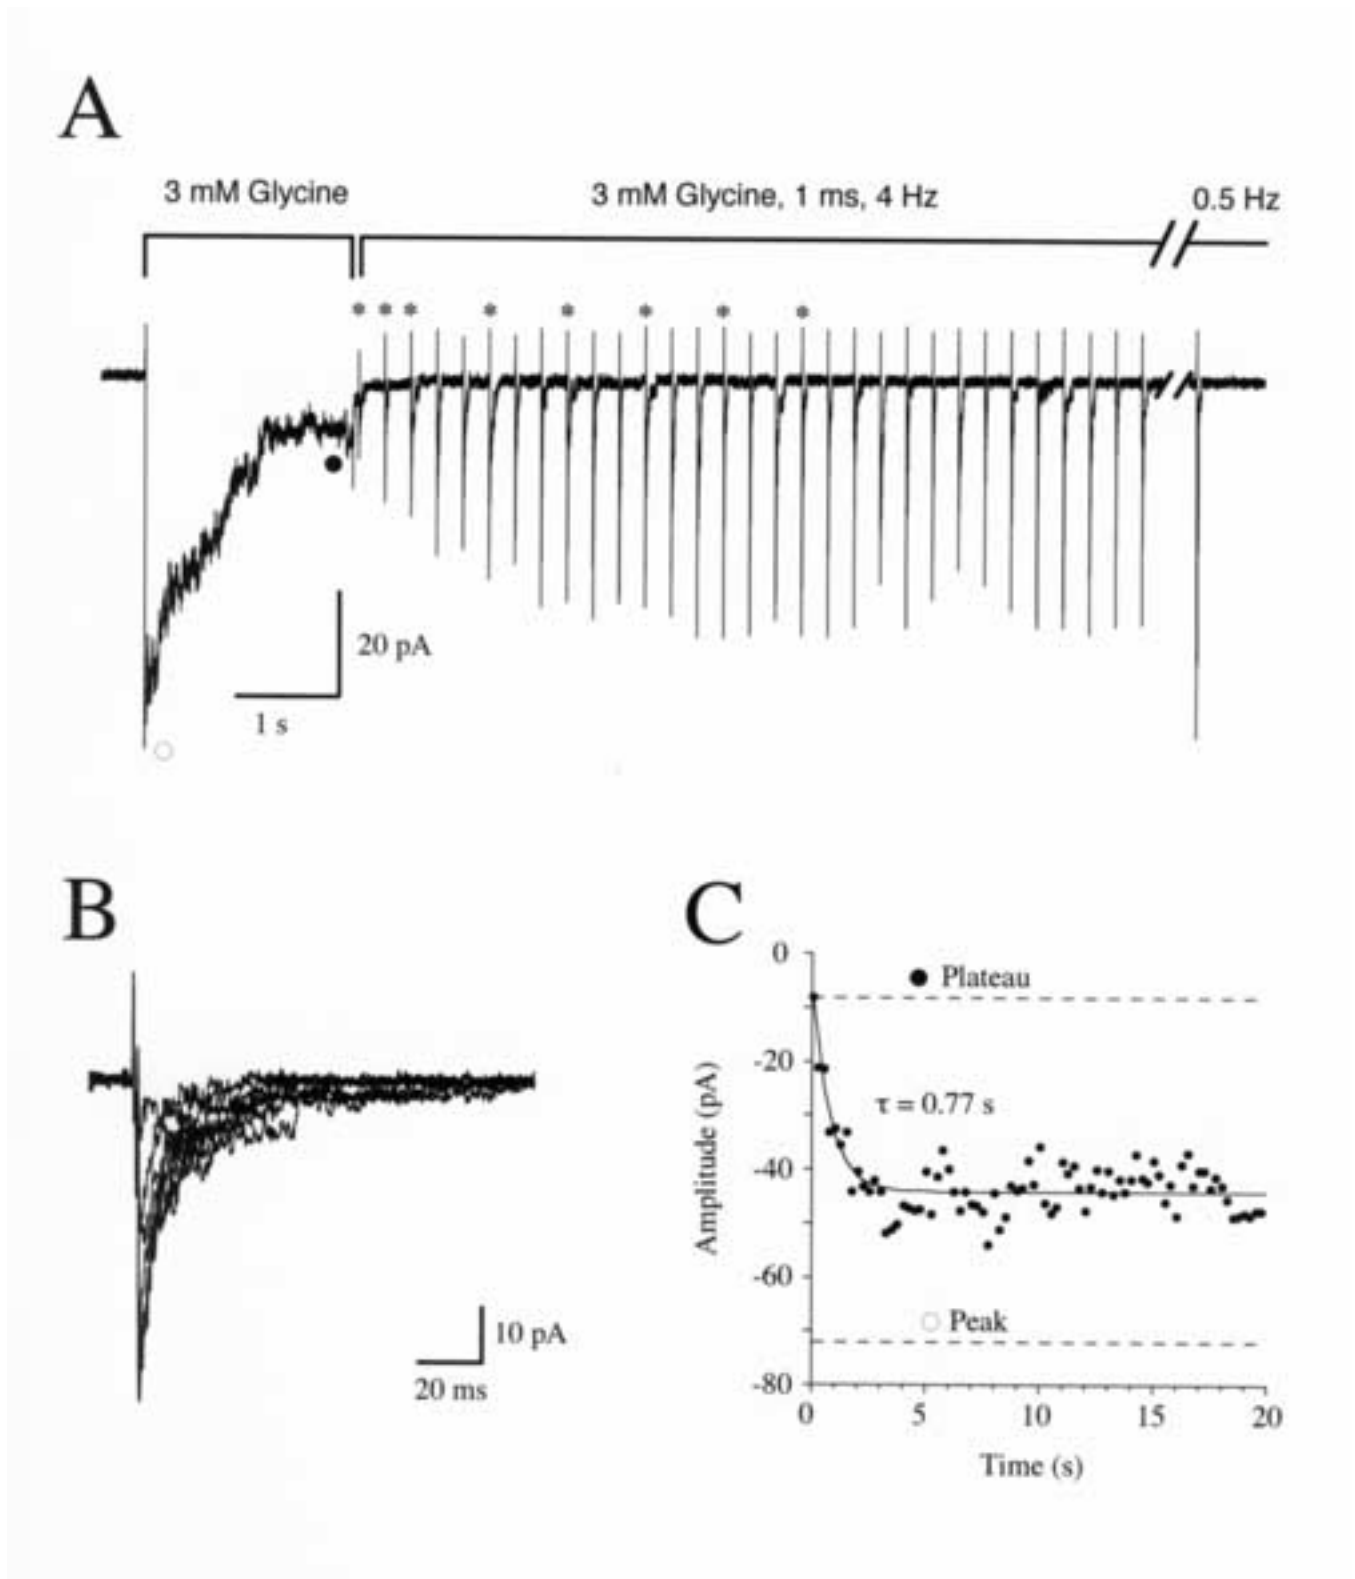 A
3 mM Glycine
3 mM Glycine, 1 ms, 4 Hz
0.5 Hz
* * * * * * * *
20 pA
1 s
B
10 pA
20 ms
C
0
-20
-40
-60
-80
Amplitude (pA)
Plateau
τ = 0.77 s
Peak
0 5 10 15 20
Time (s)